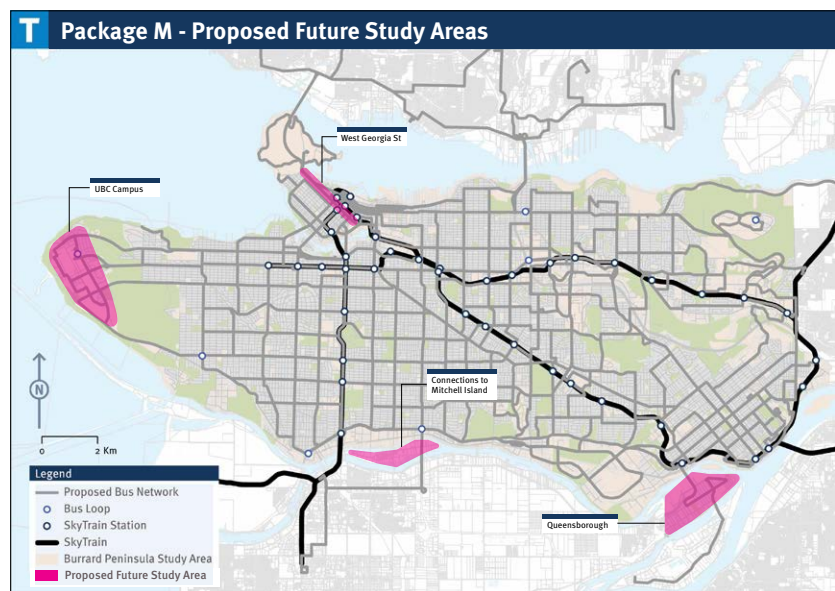 T Package M - Proposed Future Study Areas
West Georgia St
UBC Campus
Connections to
Mitchell Island
N
0 2 Km
Legend
Proposed Bus Network
Bus Loop
SkyTrain Station
SkyTrain
Burrard Peninsula Study Area
Proposed Future Study Area
Queensborough